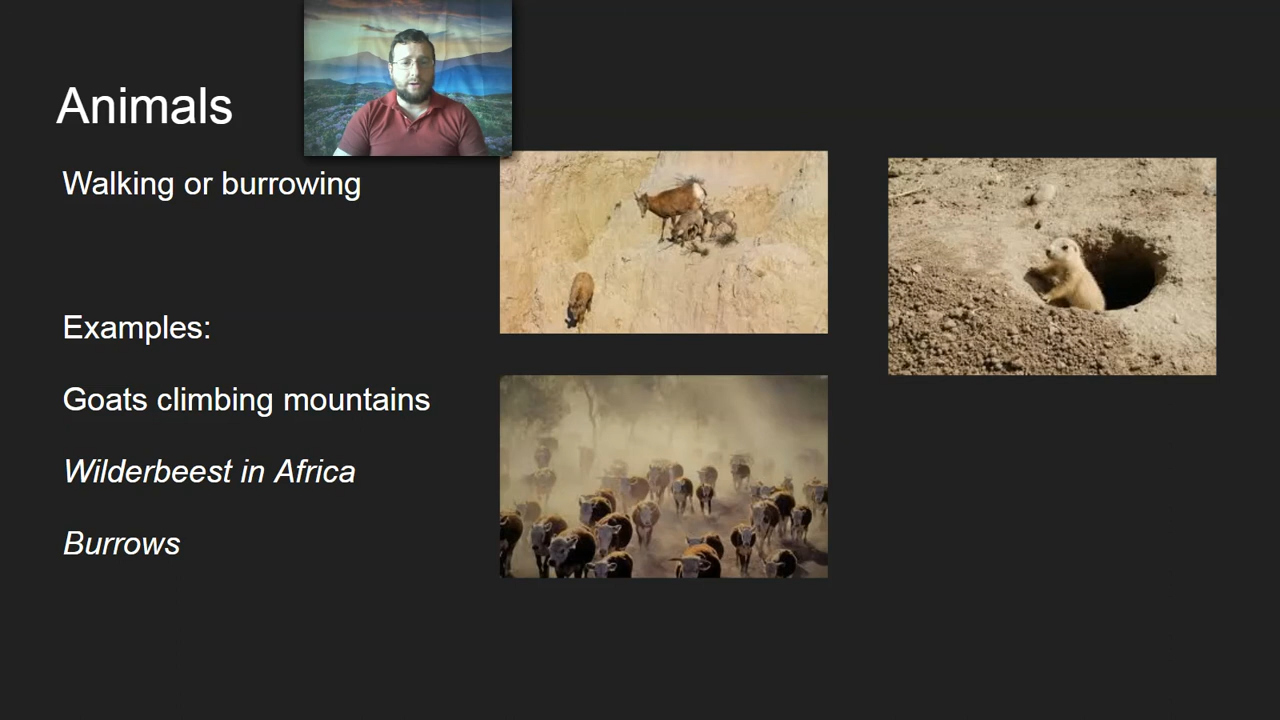 Animals
Walking or burrowing
Examples:
Goats climbing mountains
Wilderbeest in Africa
Burrows